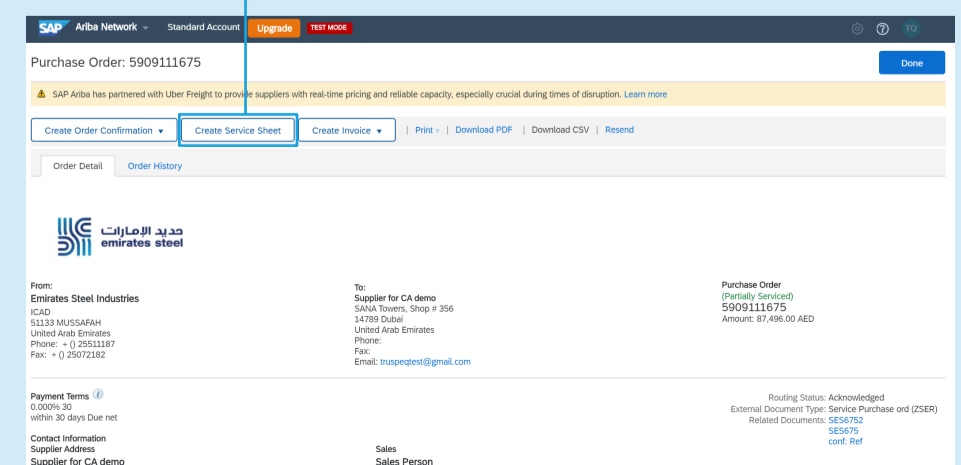 SAP Ariba Network Standard Account Upgrade TEST MODE ? TQ
Purchase Order: 5909111675 Done
SAP Ariba has partnered with Uber Freight to provide suppliers with real-time pricing and reliable capacity, especially crucial during times of disruption. Learn more
Create Order Confirmation Create Service Sheet Create Invoice | Print | Download PDF | Download CSV | Resend
Order Detail Order History
حديد الإمارات
emirates steel
From:
Emirates Steel Industries
ICAD
51133 MUSSAFAH
United Arab Emirates
Phone: + () 25511187
Fax: + () 25072182
To:
Supplier for CA demo
SANA Towers, Shop # 356
14789 Dubai
United Arab Emirates
Phone:
Fax:
Email: truspeqtest@gmail.com
Purchase Order
(Partially Serviced)
5909111675
Amount: 87,496.00 AED
Payment Terms i
0.000% 30
within 30 days Due net
Routing Status: Acknowledged
External Document Type: Service Purchase ord (ZSER)
Related Documents: SES6752
SES675
conf: Ref
Contact Information
Supplier Address
Supplier for CA demo
Sales
Sales Person